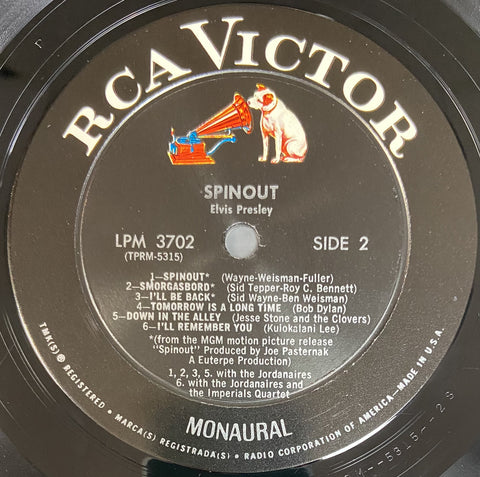 RCA VICTOR
SPINOUT
Elvis Presley
LPM 3702
(TPRM-5315)
SIDE 2
1—SPINOUT* (Wayne-Weisman-Fuller)
2—SMORGASBORD* (Sid Tepper-Roy C. Bennett)
3—I'LL BE BACK* (Sid Wayne-Ben Weisman)
4—TOMORROW IS A LONG TIME (Bob Dylan)
5—DOWN IN THE ALLEY (Jesse Stone and the Clovers)
6—I'LL REMEMBER YOU (Kuiokalani Lee)
*(from the MGM motion picture release
"Spinout" Produced by Joe Pasternak
A Euterpe Production)
1, 2, 3, 5. with the Jordanaires
6. with the Jordanaires and
the Imperials Quartet
MONAURAL
TMK(S) ® REGISTERED • MARCA(S) REGISTRADA(S) • RADIO CORPORATION OF AMERICA—MADE IN U.S.A.